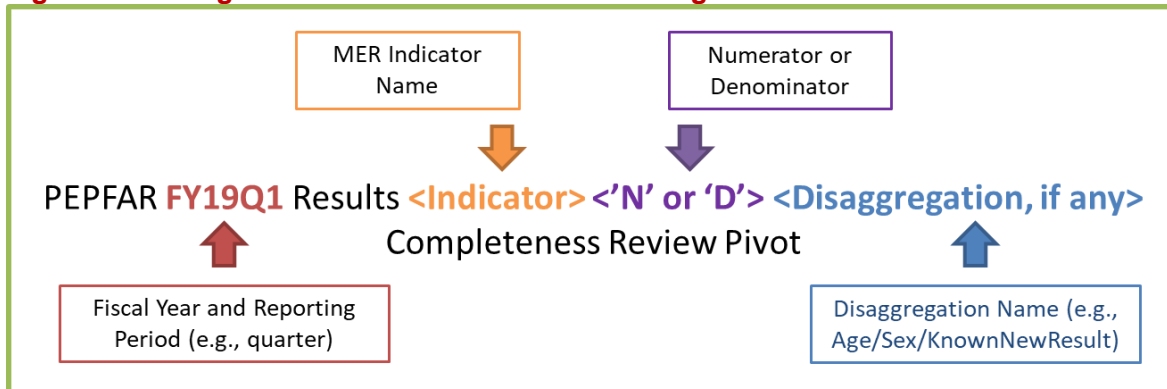 MER Indicator
Name
Numerator or
Denominator
PEPFAR FY19Q1 Results <Indicator> <’N’ or ‘D’> <Disaggregation, if any>
Completeness Review Pivot
Fiscal Year and Reporting
Period (e.g., quarter)
Disaggregation Name (e.g.,
Age/Sex/KnownNewResult)